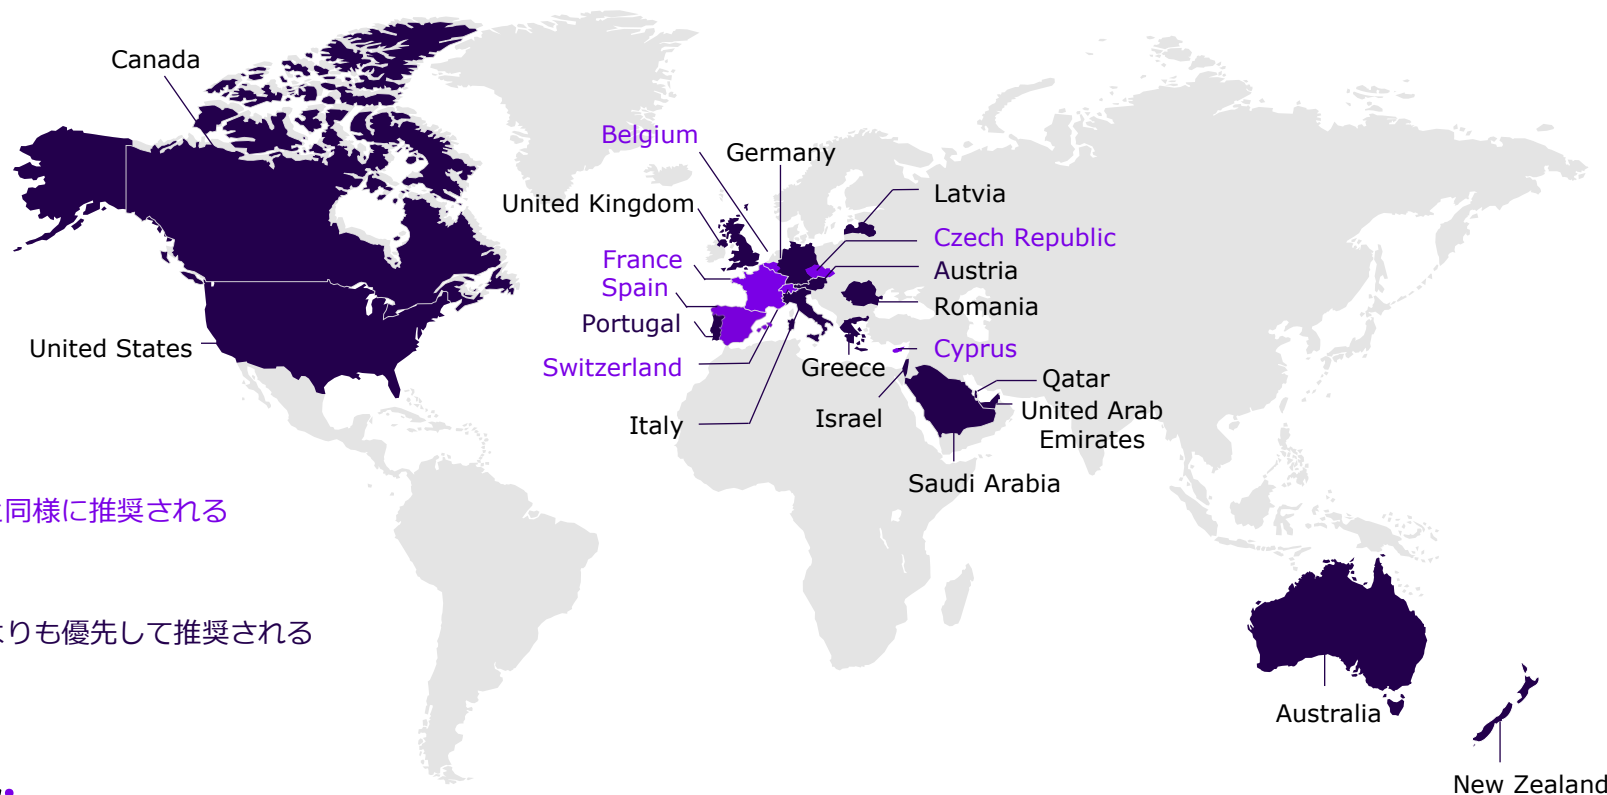 Canada
Belgium
Germany
United Kingdom
Latvia
France
Czech Republic
Spain
Austria
Romania
Portugal
United States
Cyprus
Switzerland
Greece
Qatar
Israel
United Arab
Emirates
Italy
Saudi Arabia
同様に推奨される
りも優先して推奨される
Australia
New Zealand